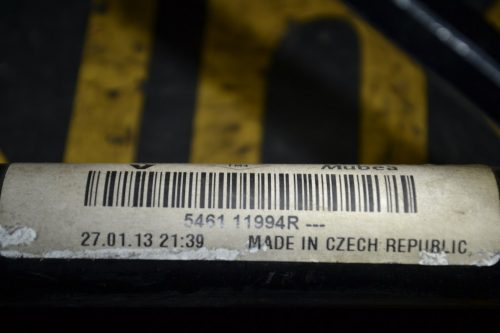 Mubea
5461 11994R ---
27.01.13 21:39 MADE IN CZECH REPUBLIC